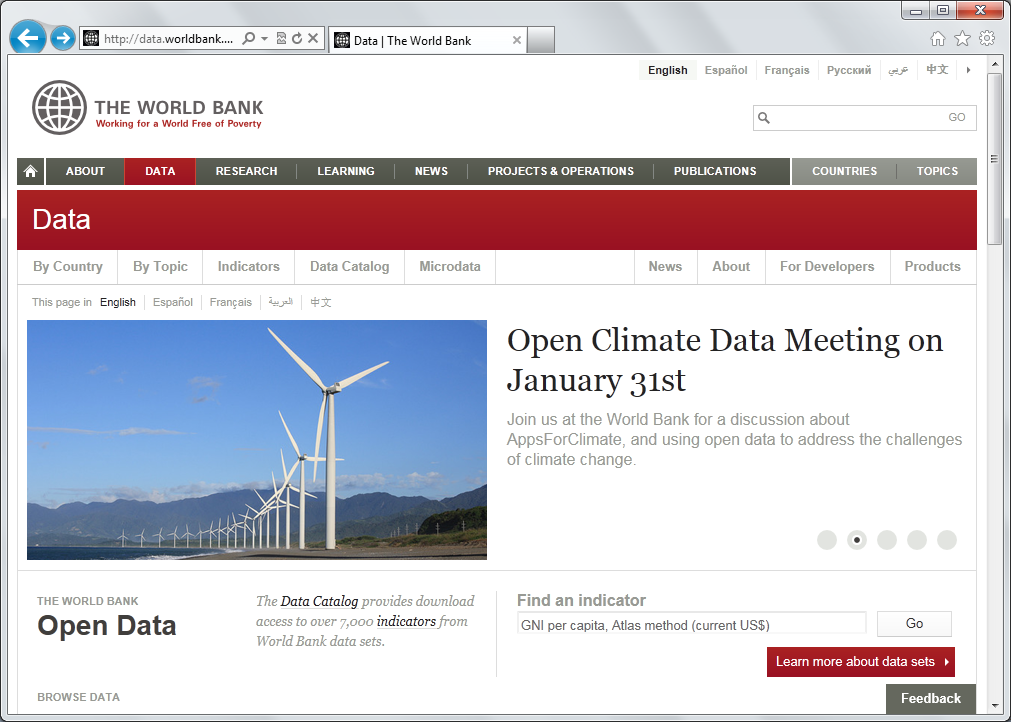 http://data.worldbank....
Data | The World Bank
English Español Français Русский عربي 中文
THE WORLD BANK
Working for a World Free of Poverty
GO
ABOUT DATA RESEARCH LEARNING NEWS PROJECTS & OPERATIONS PUBLICATIONS COUNTRIES TOPICS
Data
By Country By Topic Indicators Data Catalog Microdata News About For Developers Products
This page in English Español Français العربية 中文
Open Climate Data Meeting on
January 31st
Join us at the World Bank for a discussion about
AppsForClimate, and using open data to address the challenges
of climate change.
THE WORLD BANK
Open Data
The Data Catalog provides download
access to over 7,000 indicators from
World Bank data sets.
Find an indicator
GNI per capita, Atlas method (current US$)
Go
Learn more about data sets
BROWSE DATA
Feedback